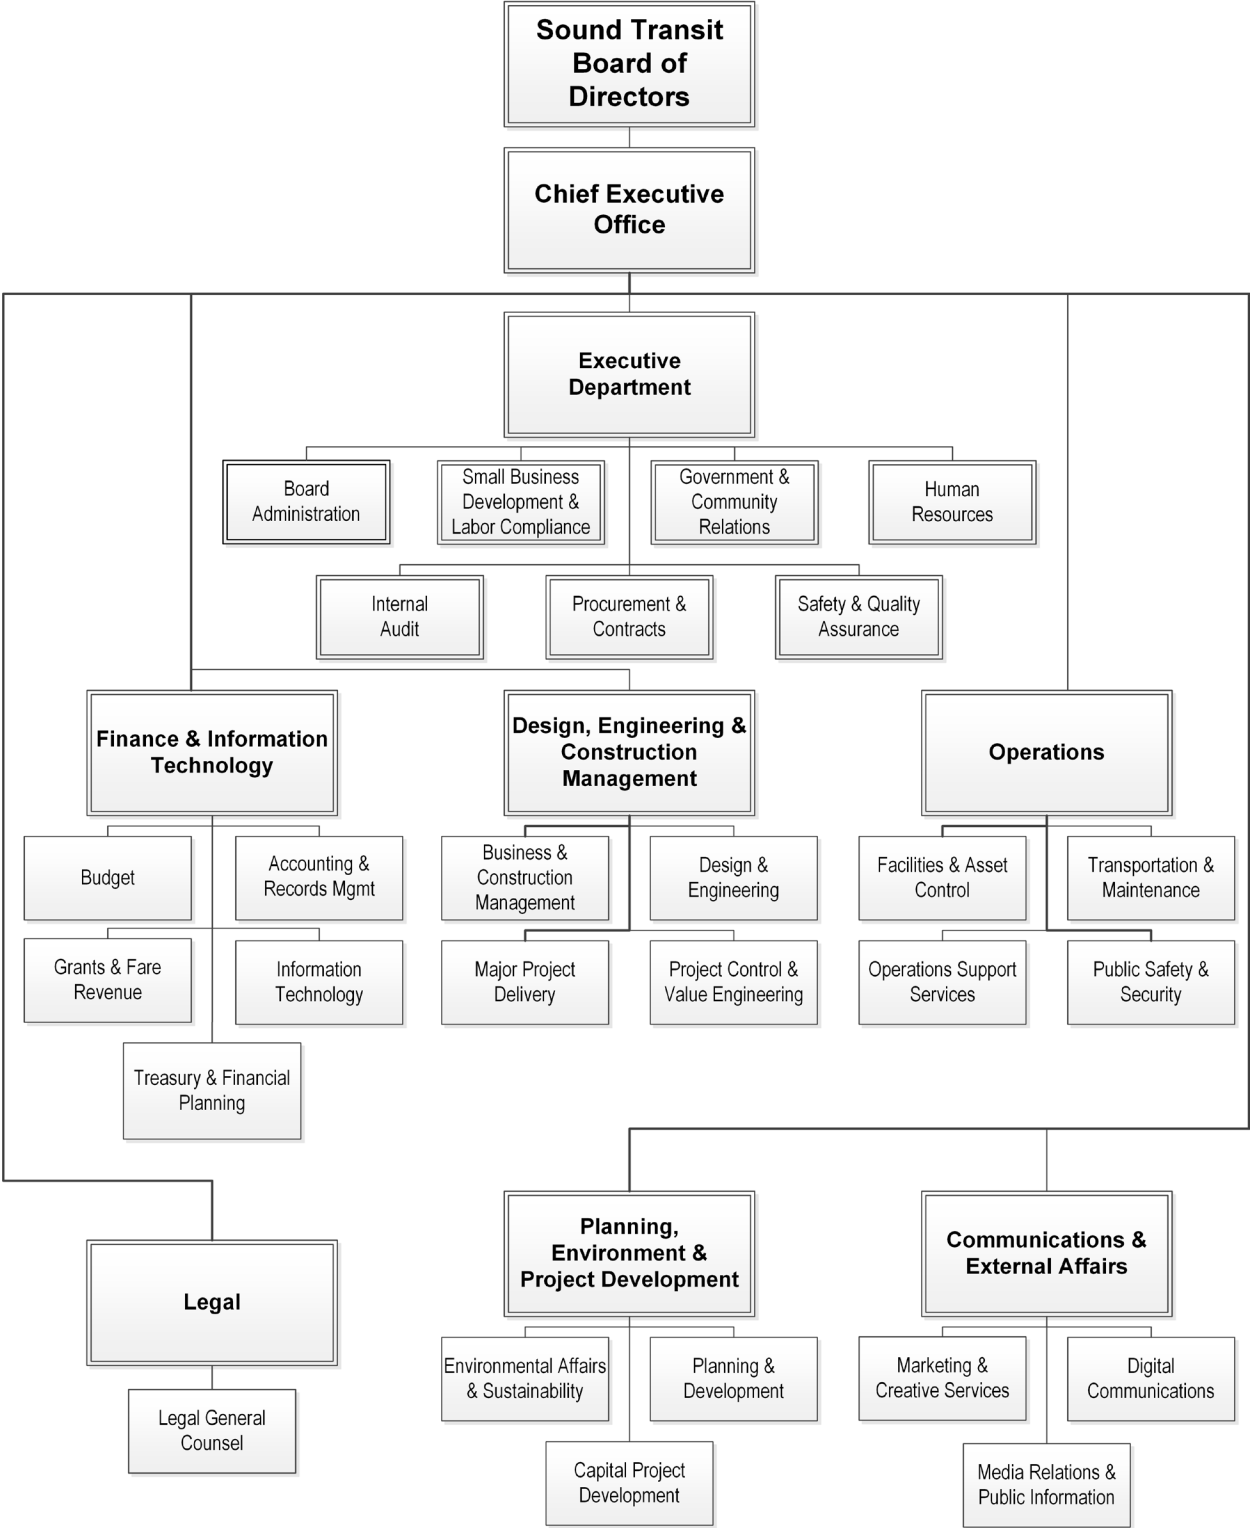 Sound Transit
Board of
Directors
Chief Executive
Office
Executive
Department
Board
Administration
Small Business
Development &
Labor Compliance
Government &
Community
Relations
Human
Resources
Internal
Audit
Procurement &
Contracts
Safety & Quality
Assurance
Finance & Information
Technology
Design, Engineering &
Construction
Management
Operations
Budget
Accounting &
Records Mgmt
Business &
Construction
Management
Design &
Engineering
Facilities & Asset
Control
Transportation &
Maintenance
Grants & Fare
Revenue
Information
Technology
Major Project
Delivery
Project Control &
Value Engineering
Operations Support
Services
Public Safety &
Security
Treasury & Financial
Planning
Legal
Planning,
Environment &
Project Development
Communications &
External Affairs
Legal General
Counsel
Environmental Affairs
& Sustainability
Planning &
Development
Marketing &
Creative Services
Digital
Communications
Capital Project
Development
Media Relations &
Public Information